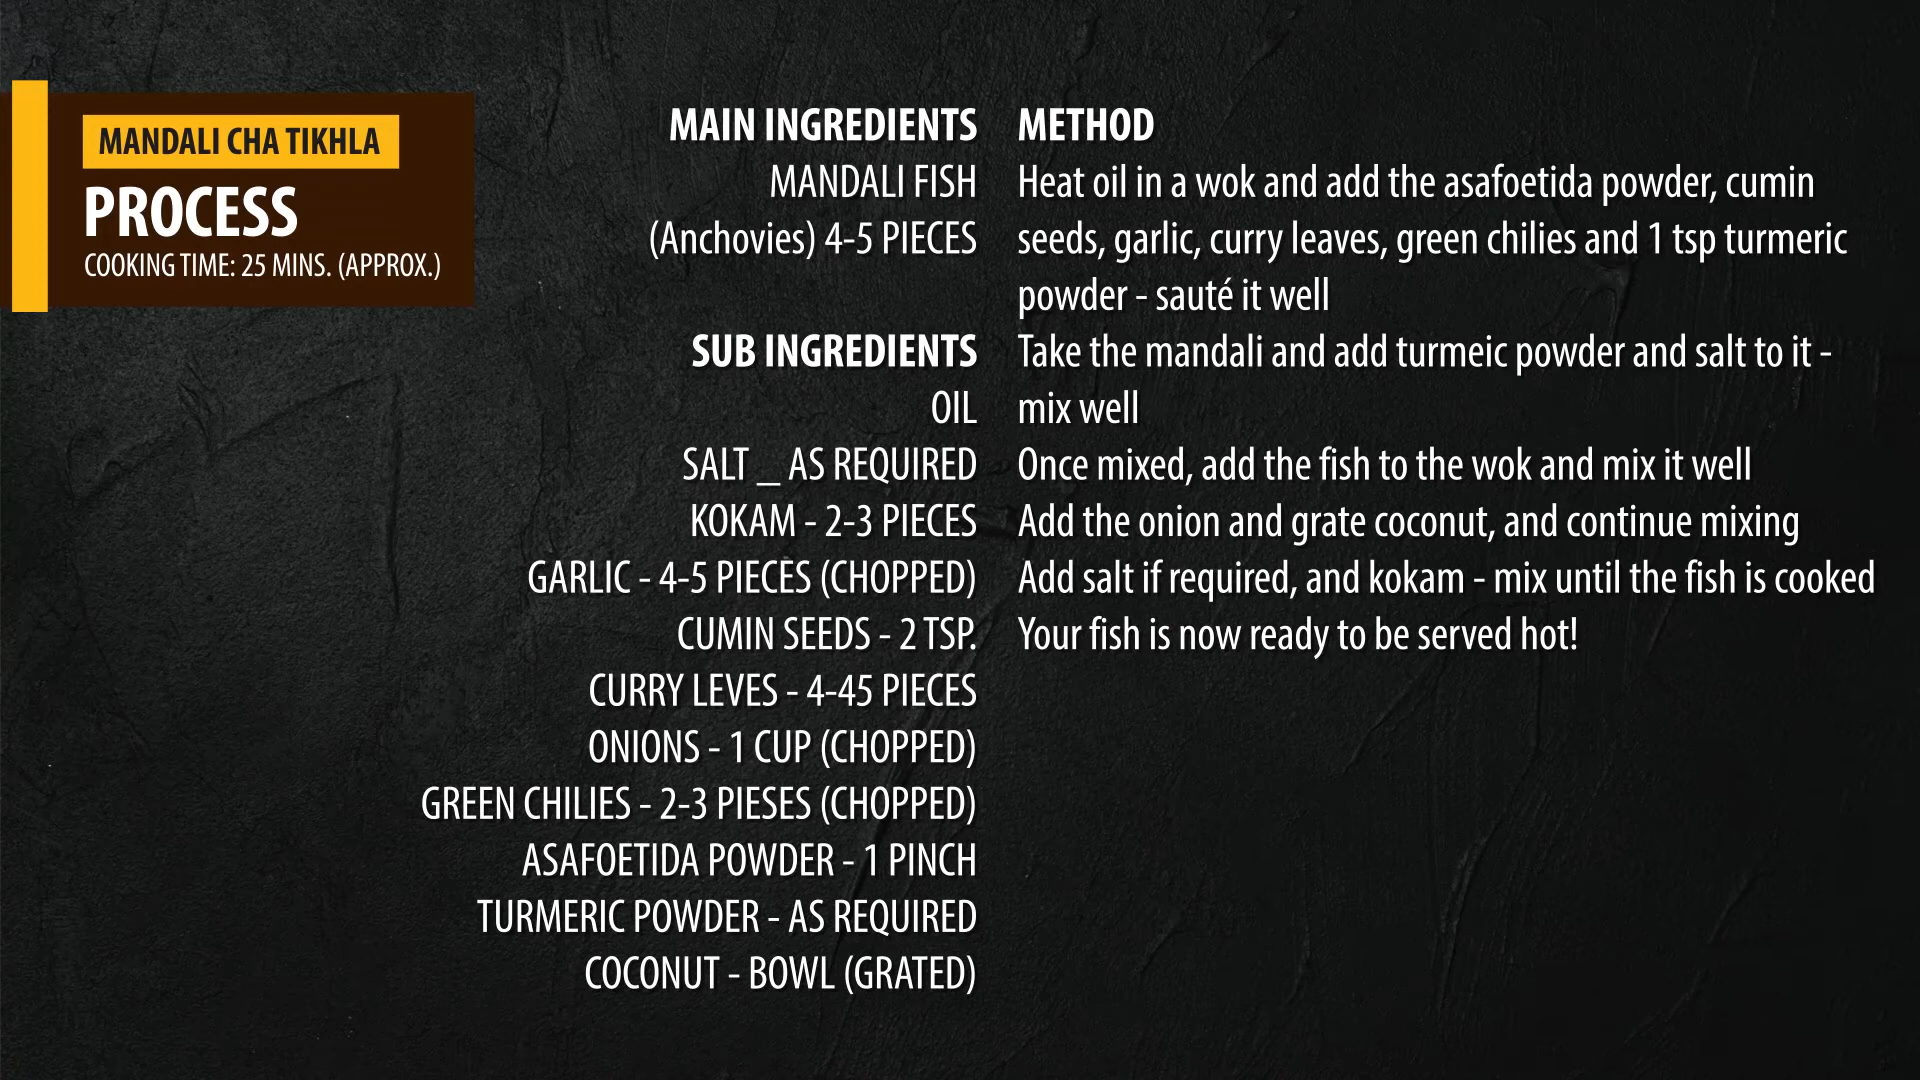 MANDALI CHA TIKHLA
PROCESS
COOKING TIME: 25 MINS. (APPROX.)
MAIN INGREDIENTS
MANDALI FISH
(Anchovies) 4-5 PIECES
SUB INGREDIENTS
OIL
SALT _ AS REQUIRED
KOKAM - 2-3 PIECES
GARLIC - 4-5 PIECES (CHOPPED)
CUMIN SEEDS - 2 TSP.
CURRY LEVES - 4-45 PIECES
ONIONS - 1 CUP (CHOPPED)
GREEN CHILIES - 2-3 PIESES (CHOPPED)
ASAFOETIDA POWDER - 1 PINCH
TURMERIC POWDER - AS REQUIRED
COCONUT - BOWL (GRATED)
METHOD
Heat oil in a wok and add the asafoetida powder, cumin
seeds, garlic, curry leaves, green chilies and 1 tsp turmeric
powder - sauté it well
Take the mandali and add turmeic powder and salt to it -
mix well
Once mixed, add the fish to the wok and mix it well
Add the onion and grate coconut, and continue mixing
Add salt if required, and kokam - mix until the fish is cooked
Your fish is now ready to be served hot!